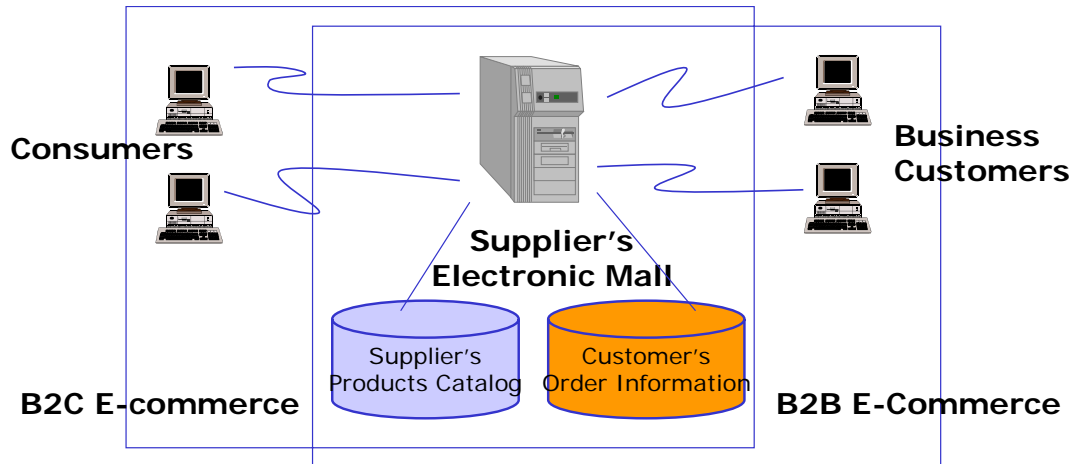 Consumers
Business
Customers
Supplier's
Electronic Mall
Supplier's
Products Catalog
Customer's
Order Information
B2C E-commerce
B2B E-Commerce